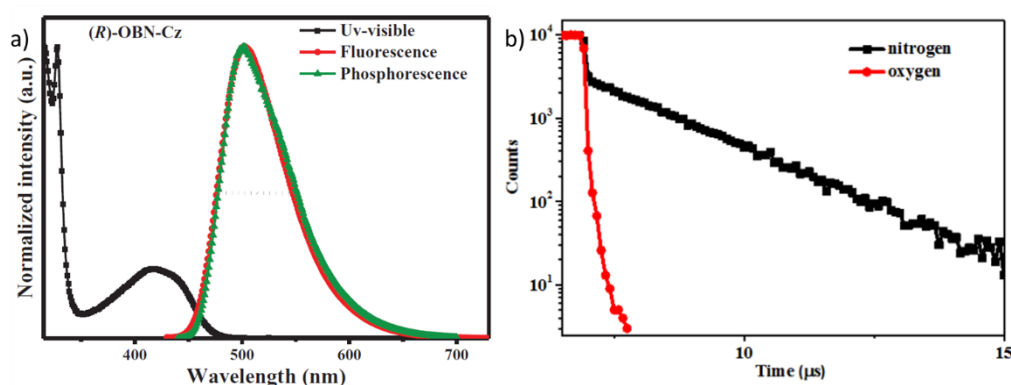 a)
(R)-OBN-Cz
Uv-visible
Fluorescence
Phosphorescence
Normalized intensity (a.u.)
400
500
600
700
Wavelength (nm)
b)
nitrogen
oxygen
10⁴
10³
10²
10¹
Counts
10
15
Time (μs)